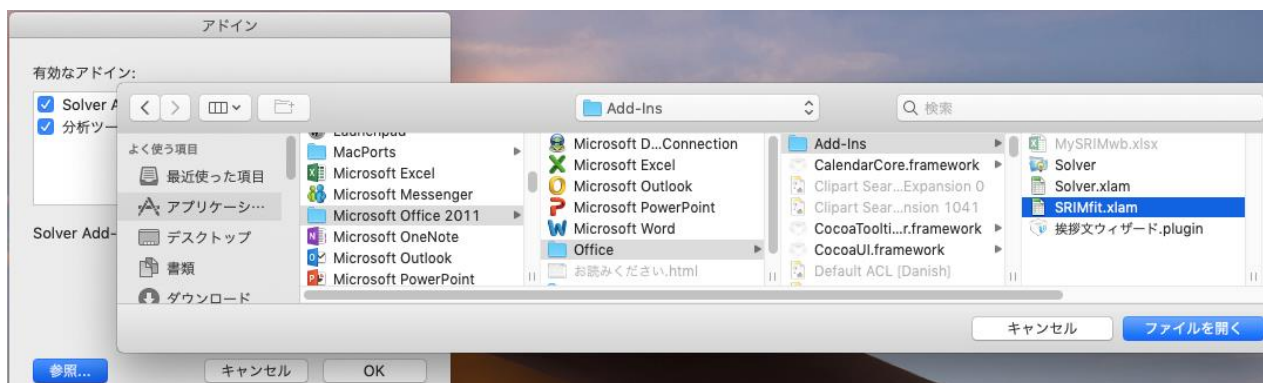 アドイン
有効なアドイン:
Solver A
分析ツー
Solver Add-
参照...
キャンセル
OK
Add-Ins
検索
よく使う項目
最近使った項目
アプリケーシ…
デスクトップ
書類
ダウンロード
Launchpad
MacPorts
Microsoft Excel
Microsoft Messenger
Microsoft Office 2011
Microsoft OneNote
Microsoft Outlook
Microsoft PowerPoint
Microsoft D...Connection
Microsoft Excel
Microsoft Outlook
Microsoft PowerPoint
Microsoft Word
Office
お読みください.html
Add-Ins
CalendarCore.framework
Clipart Sear...Expansion 0
Clipart Sear...nsion 1041
CocoaToolti...r.framework
CocoaUI.framework
Default ACL [Danish]
MySRIMwb.xlsx
Solver
Solver.xlam
SRIMfit.xlam
挨拶文ウィザード.plugin
キャンセル
ファイルを開く